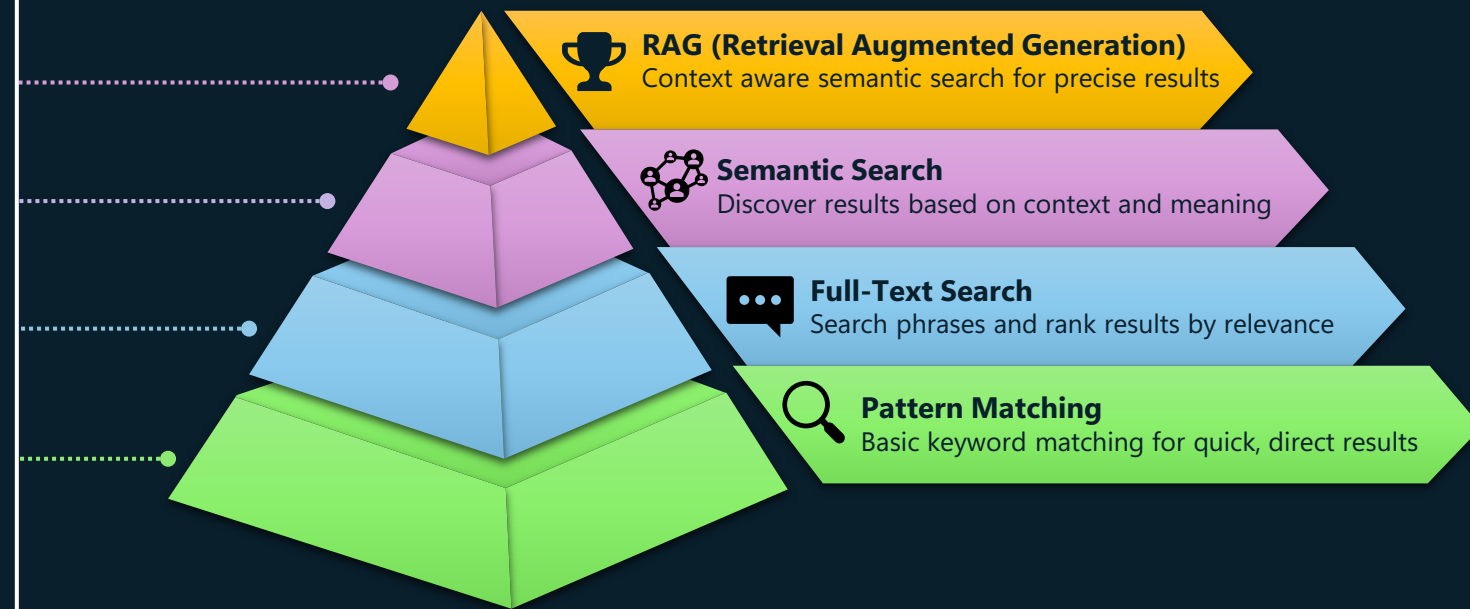 RAG (Retrieval Augmented Generation)
Context aware semantic search for precise results
Semantic Search
Discover results based on context and meaning
Full-Text Search
Search phrases and rank results by relevance
Pattern Matching
Basic keyword matching for quick, direct results